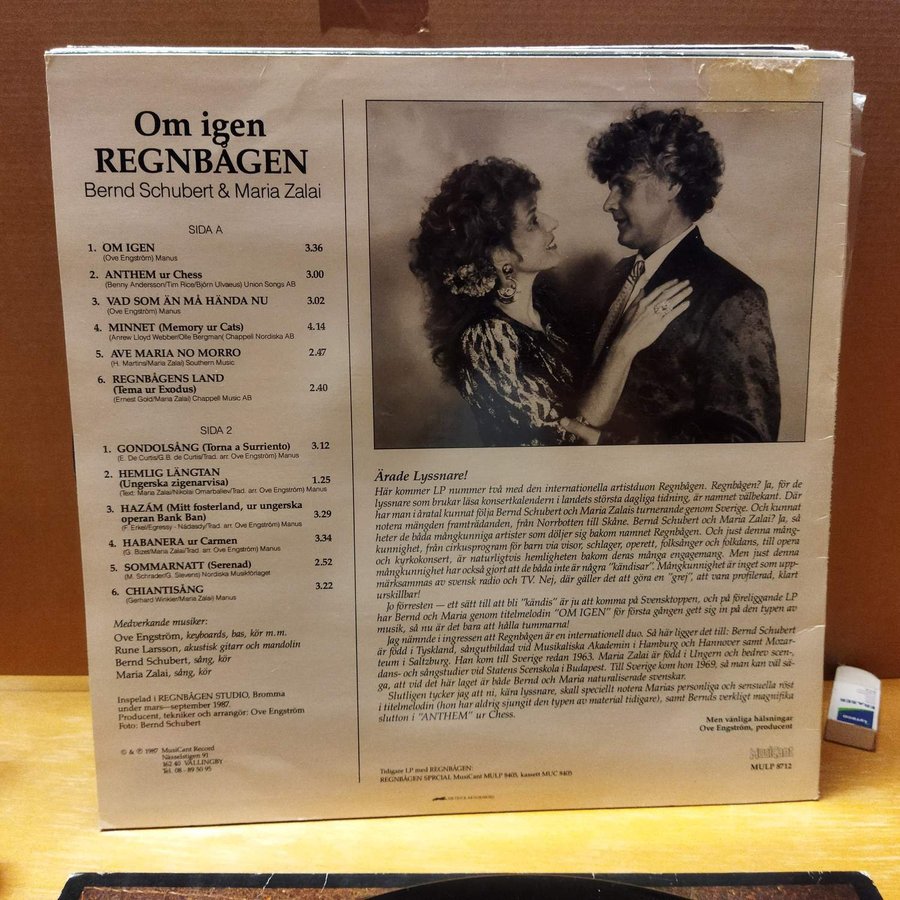 Om igen
REGNBÅGEN
Bernd Schubert & Maria Zalai
SIDA A
1. OM IGEN 3.36
(Ove Engström) Manus
2. ANTHEM ur Chess 3.00
(Benny Andersson/Tim Rice/Björn Ulvaeus) Union Songs AB
3. VAD SOM ÄN MÅ HÄNDA NU 3.02
(Ove Engström) Manus
4. MINNET (Memory ur Cats) 4.14
(Anrew Lloyd Webber/Olle Bergman) Chappell Nordiska AB
5. AVE MARIA NO MORRO 2.47
(H. Martins/Maria Zalai) Southern Music
6. REGNBÅGENS LAND
(Tema ur Exodus) 2.40
(Ernest Gold/Maria Zalai) Chappell Music AB
SIDA 2
1. GONDOLSÅNG (Torna a Surriento) 3.12
(E. De Curtis/G.B. de Curtis/Trad. arr. Ove Engström) Manus
2. HEMLIG LÄNGTAN
(Ungerska zigenarvisa) 1.25
(Text: Maria Zalai/Nikolai Omarbaliev/Trad. arr. Ove Engström) Manus
3. HAZÁM (Mitt fosterland, ur ungerska
operan Bank Ban) 3.29
(F. Erkel/Egressy - Nádasdy/Trad. arr. Ove Engström) Manus
4. HABANERA ur Carmen 3.34
(G. Bizet/Maria Zalai/Trad. arr. Ove Engström) Manus
5. SOMMARNATT (Serenad) 2.52
(M. Schrader/G. Stevens) Nordiska Musikförlaget
6. CHIANTISÅNG 3.22
(Gerhard Winkler/Maria Zalai) Manus
Medverkande musiker:
Ove Engström, keyboards, bas, kör m.m.
Rune Larsson, akustisk gitarr och mandolin
Bernd Schubert, sång, kör
Maria Zalai, sång, kör
Inspelad i REGNBÅGEN STUDIO, Bromma
under mars—september 1987.
Producent, tekniker och arrangör: Ove Engström
Foto: Bernd Schubert
© & ℗ 1987 MusiCant Record
Nässelstigen 91
162 40 VÄLLINGBY
Tel. 08 - 89 50 95
Ärade Lyssnare!
Här kommer LP nummer två med den internationella artistduon Regnbågen. Regnbågen? Ja, för de
lyssnare som brukar läsa konsertkalendern i landets största dagliga tidning, är namnet välbekant. Där
har man i åratal kunnat följa Bernd Schubert och Maria Zalais turnerande genom Sverige. Och kunnat
notera mängden framträdanden, från Norrbotten till Skåne. Bernd Schubert och Maria Zalai? Ja, så
heter de båda mångkunniga artister som döljer sig bakom namnet Regnbågen. Och just denna mång-
kunnighet, från cirkusprogram för barn via visor, schlager, operett, folksånger och folkdans, till opera
och kyrkokonsert, är naturligtvis hemligheten bakom deras många engagemang. Men just denna
mångkunnighet har också gjort att de båda inte är några "kändisar". Mångkunnighet är inget som upp-
märksammas av svensk radio och TV. Nej, där gäller det att göra en "grej", att vara profilerad, klart
urskillbar!
Jo förresten — ett sätt till att bli "kändis" är ju att komma på Svensktoppen, och på föreliggande LP
har Bernd och Maria genom titelmelodin "OM IGEN" för första gången gett sig in på den typen av
musik, så nu är det bara att hålla tummarna!
Jag nämnde i ingressen att Regnbågen är en internationell duo. Så här ligger det till: Bernd Schubert
är född i Tyskland, sångutbildad vid Musikaliska Akademin i Hamburg och Hannover samt Mozar-
teum i Saltzburg. Han kom till Sverige redan 1963. Maria Zalai är född i Ungern och bedrev scen-,
dans- och sångstudier vid Statens Scenskola i Budapest. Till Sverige kom hon 1969, så man kan väl sä-
ga, att vid det här laget är både Bernd och Maria naturaliserade svenskar.
Slutligen tycker jag att ni, kära lyssnare, skall speciellt notera Marias personliga och sensuella röst
i titelmelodin (hon har aldrig sjungit den typen av material tidigare), samt Bernds verkligt magnifika
slutton i "ANTHEM" ur Chess.
Men vänliga hälsningar
Ove Engström, producent
Tidigare LP med REGNBÅGEN:
REGNBÅGEN SPRCIAL MusiCant MULP 8405, kassett MUC 8405
MusiCant
MULP 8712